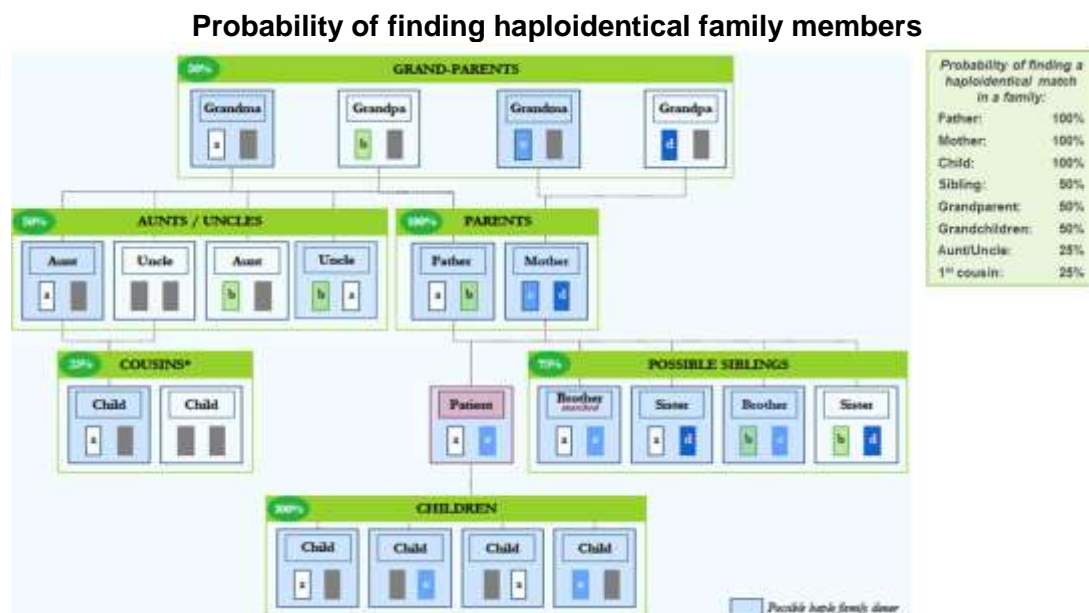 Probability of finding haploidentical family members
50% GRAND-PARENTS
Grandma Grandpa Grandma Grandpa
a b c d
50% AUNTS / UNCLES
Aunt Uncle Aunt Uncle
a b b a
100% PARENTS
Father Mother
a b c d
25% COUSINS*
Child Child
a
Patient
a c
75% POSSIBLE SIBLINGS
Brother Sister Brother Sister
matched
a c a d b c b d
100% CHILDREN
Child Child Child Child
a c a c
Possible haplo family donor
Probability of finding a
haploidentical match
in a family:
Father: 100%
Mother: 100%
Child: 100%
Sibling: 50%
Grandparent: 50%
Grandchildren: 50%
Aunt/Uncle: 25%
1st cousin: 25%